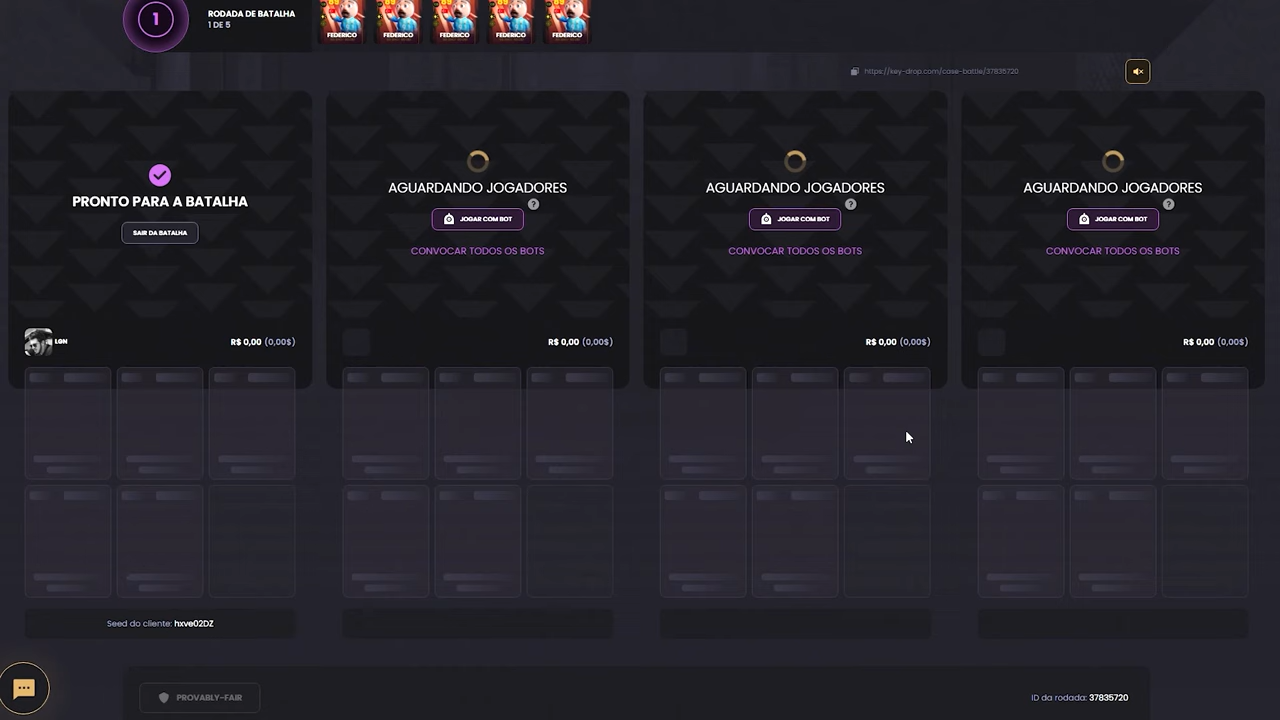 1
RODADA DE BATALHA
1 DE 5
FEDERICO
FEDERICO
FEDERICO
FEDERICO
FEDERICO
https://key-drop.com/case-battle/37835720
PRONTO PARA A BATALHA
SAIR DA BATALHA
LGN
R$ 0,00 (0,00$)
AGUARDANDO JOGADORES
?
JOGAR COM BOT
CONVOCAR TODOS OS BOTS
R$ 0,00 (0,00$)
AGUARDANDO JOGADORES
?
JOGAR COM BOT
CONVOCAR TODOS OS BOTS
R$ 0,00 (0,00$)
AGUARDANDO JOGADORES
?
JOGAR COM BOT
CONVOCAR TODOS OS BOTS
R$ 0,00 (0,00$)
Seed do cliente: hxve02DZ
PROVABLY-FAIR
ID da rodada: 37835720